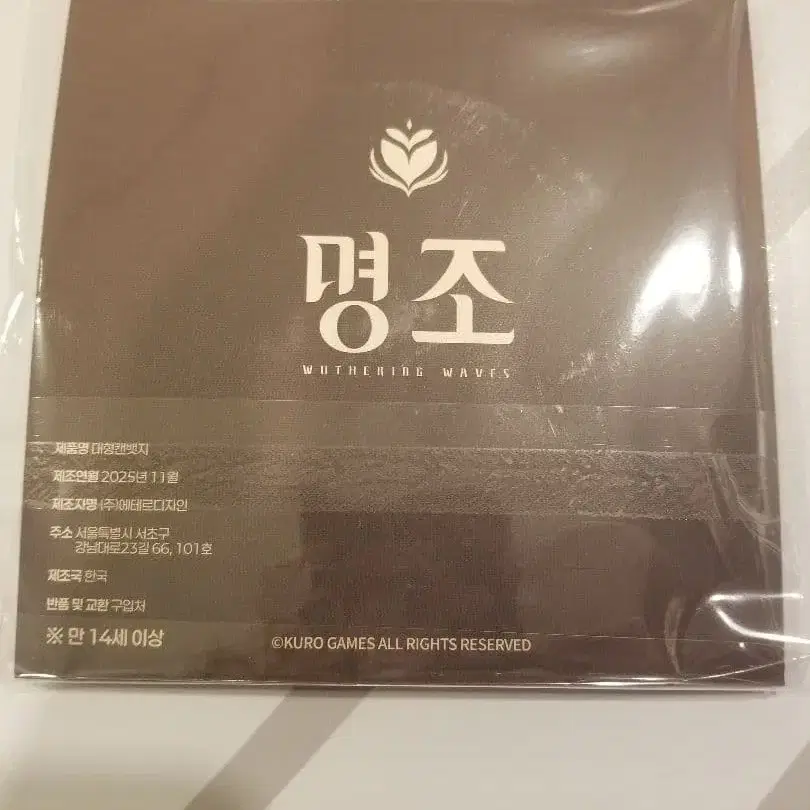 명조
WUTHERING WAVES
제품명 대형캔뱃지
제조연월 2025년 11월
제조자명 (주)에테르디자인
주소 서울특별시 서초구
강남대로23길 66, 101호
제조국 한국
반품 및 교환 구입처
※ 만 14세 이상
©KURO GAMES ALL RIGHTS RESERVED